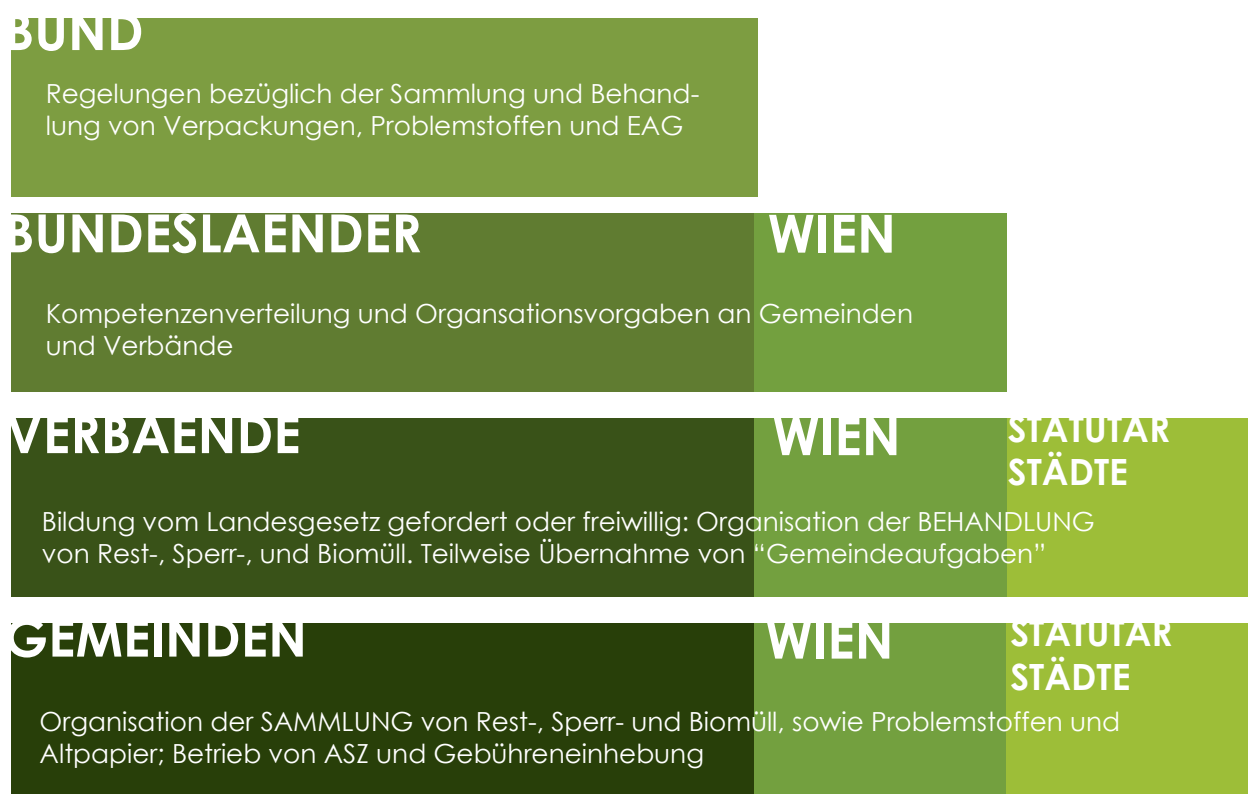 BUND
Regelungen bezüglich der Sammlung und Behand-
lung von Verpackungen, Problemstoffen und EAG
BUNDESLAENDER
WIEN
Kompetenzenverteilung und Organsationsvorgaben an Gemeinden
und Verbände
VERBAENDE
WIEN
STATUTAR
STÄDTE
Bildung vom Landesgesetz gefordert oder freiwillig: Organisation der BEHANDLUNG
von Rest-, Sperr-, und Biomüll. Teilweise Übernahme von “Gemeindeaufgaben”
GEMEINDEN
WIEN
STATUTAR
STÄDTE
Organisation der SAMMLUNG von Rest-, Sperr- und Biomüll, sowie Problemstoffen und
Altpapier; Betrieb von ASZ und Gebühreneinhebung